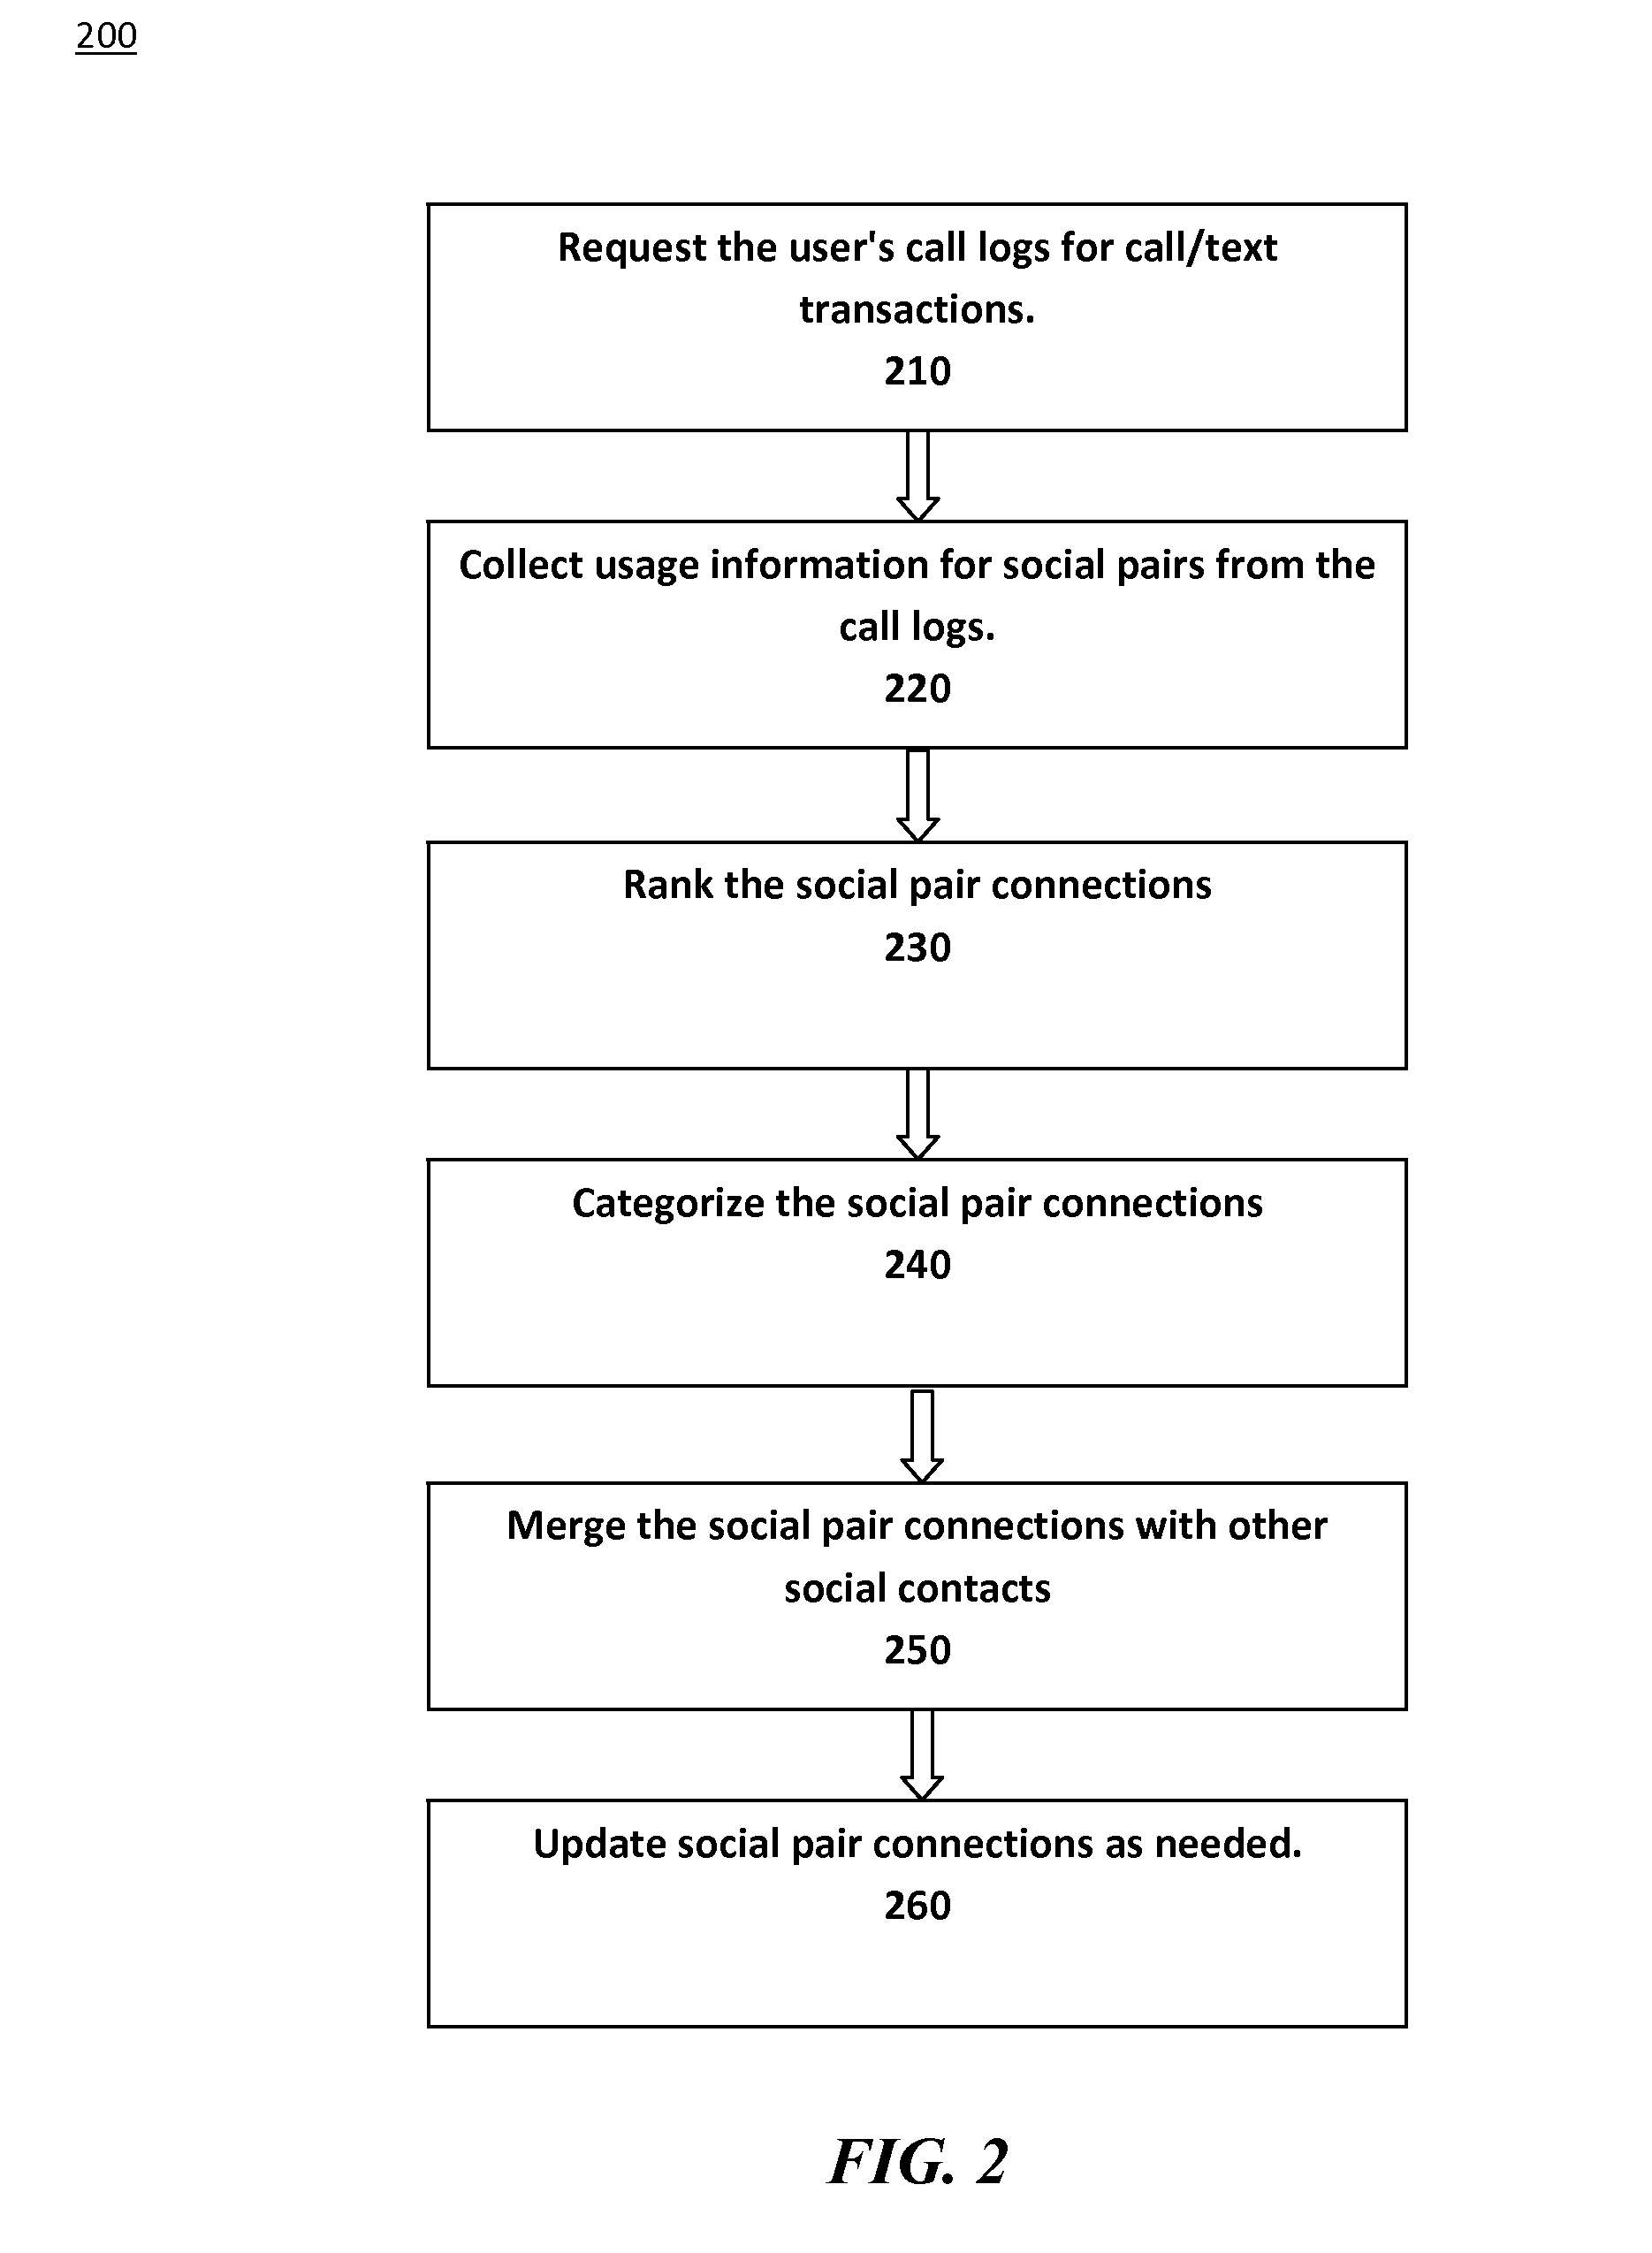 200
Request the user's call logs for call/text
transactions.
210
Collect usage information for social pairs from the
call logs.
220
Rank the social pair connections
230
Categorize the social pair connections
240
Merge the social pair connections with other
social contacts
250
Update social pair connections as needed.
260
FIG. 2